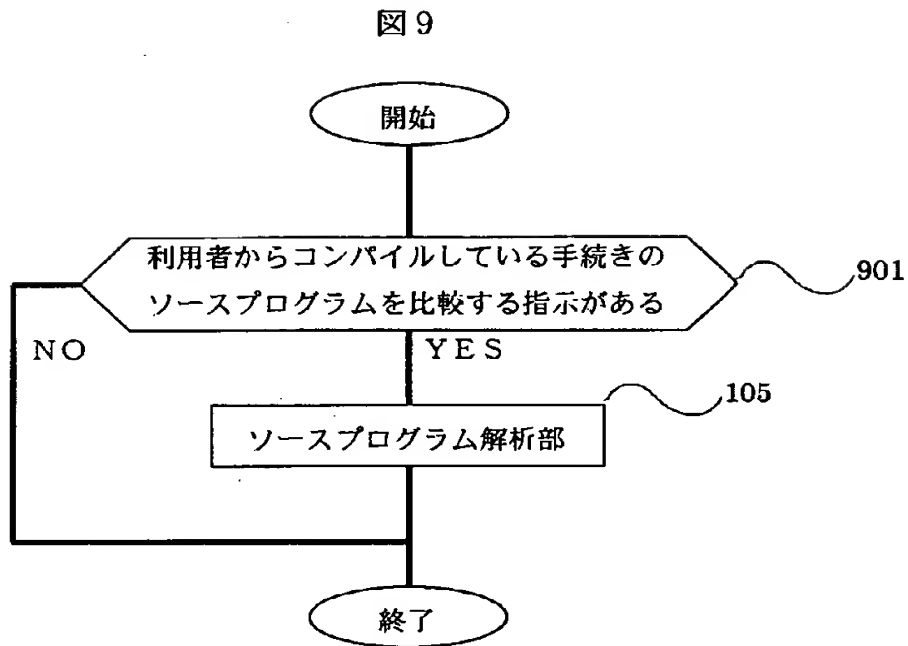 図9
開始
利用者からコンパイルしている手続きの
ソースプログラムを比較する指示がある
901
NO
YES
105
ソースプログラム解析部
終了